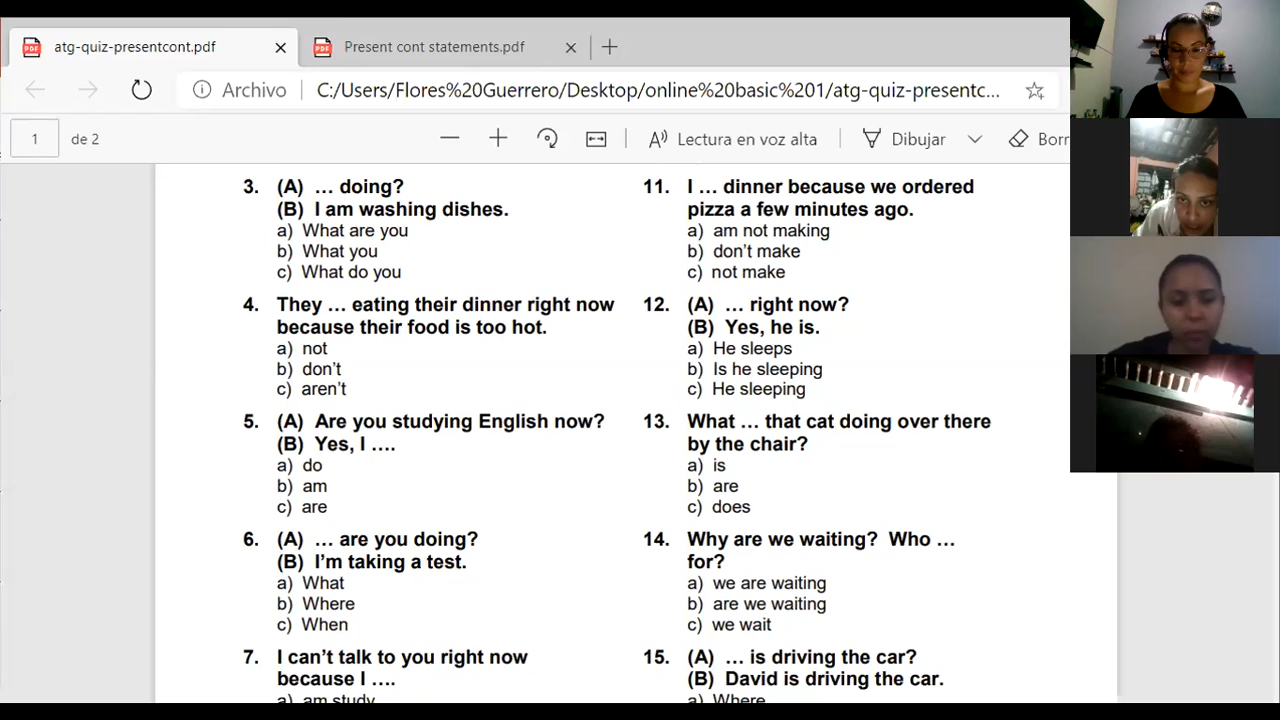 atg-quiz-presentcont.pdf
Present cont statements.pdf
Archivo
C:/Users/Flores%20Guerrero/Desktop/online%20basic%201/atg-quiz-presentc...
1
de 2
Lectura en voz alta
Dibujar
Borr
3. (A) … doing?
(B) I am washing dishes.
a) What are you
b) What you
c) What do you
4. They … eating their dinner right now
because their food is too hot.
a) not
b) don't
c) aren't
5. (A) Are you studying English now?
(B) Yes, I ….
a) do
b) am
c) are
6. (A) … are you doing?
(B) I'm taking a test.
a) What
b) Where
c) When
7. I can't talk to you right now
because I ….
a) am study
11. I … dinner because we ordered
pizza a few minutes ago.
a) am not making
b) don't make
c) not make
12. (A) … right now?
(B) Yes, he is.
a) He sleeps
b) Is he sleeping
c) He sleeping
13. What … that cat doing over there
by the chair?
a) is
b) are
c) does
14. Why are we waiting? Who …
for?
a) we are waiting
b) are we waiting
c) we wait
15. (A) … is driving the car?
(B) David is driving the car.
a) Where